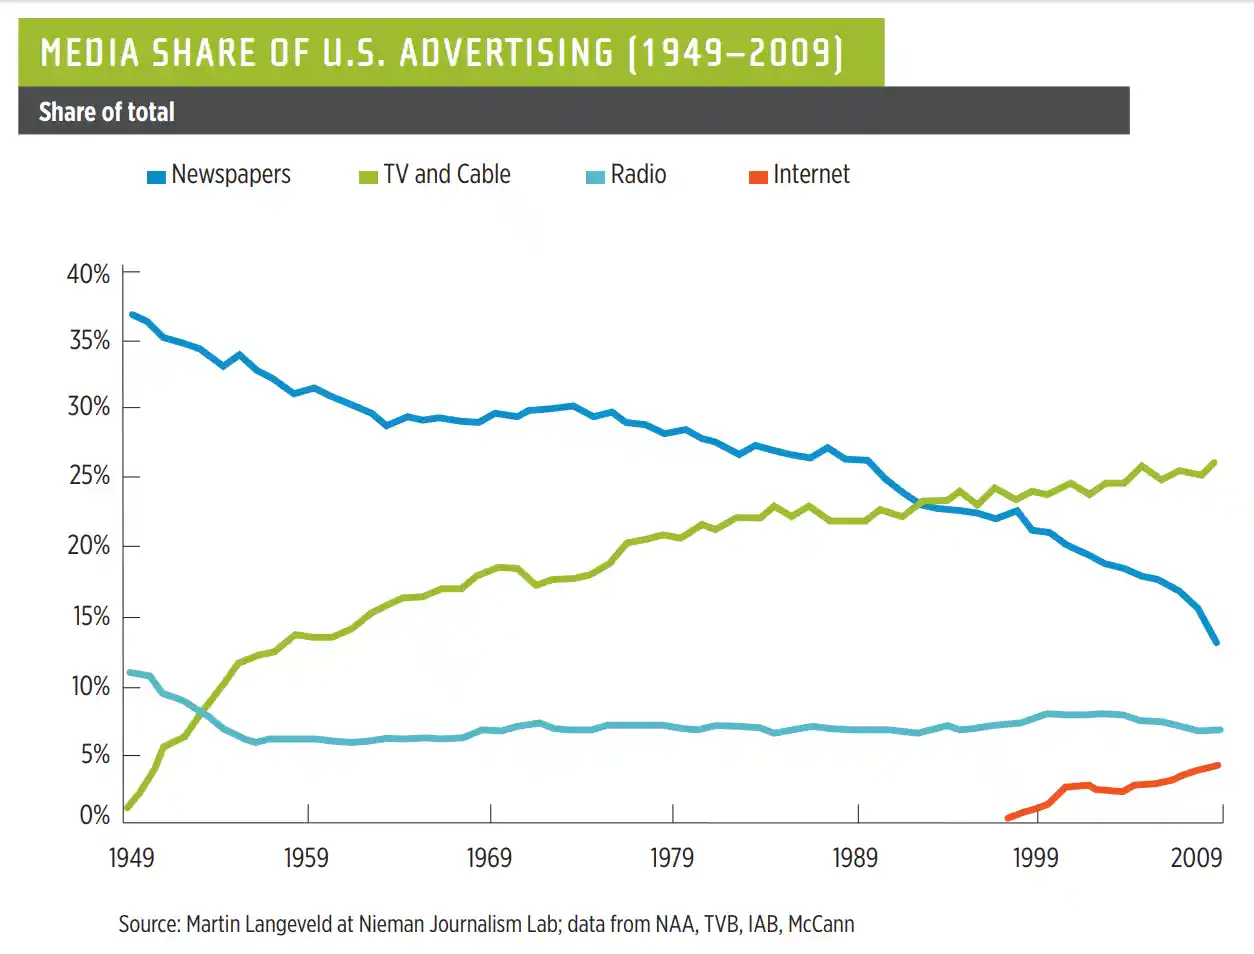 MEDIA SHARE OF U.S. ADVERTISING (1949–2009)
Share of total
Newspapers TV and Cable Radio Internet
40%
35%
30%
25%
20%
15%
10%
5%
0%
1949 1959 1969 1979 1989 1999 2009
Source: Martin Langeveld at Nieman Journalism Lab; data from NAA, TVB, IAB, McCann